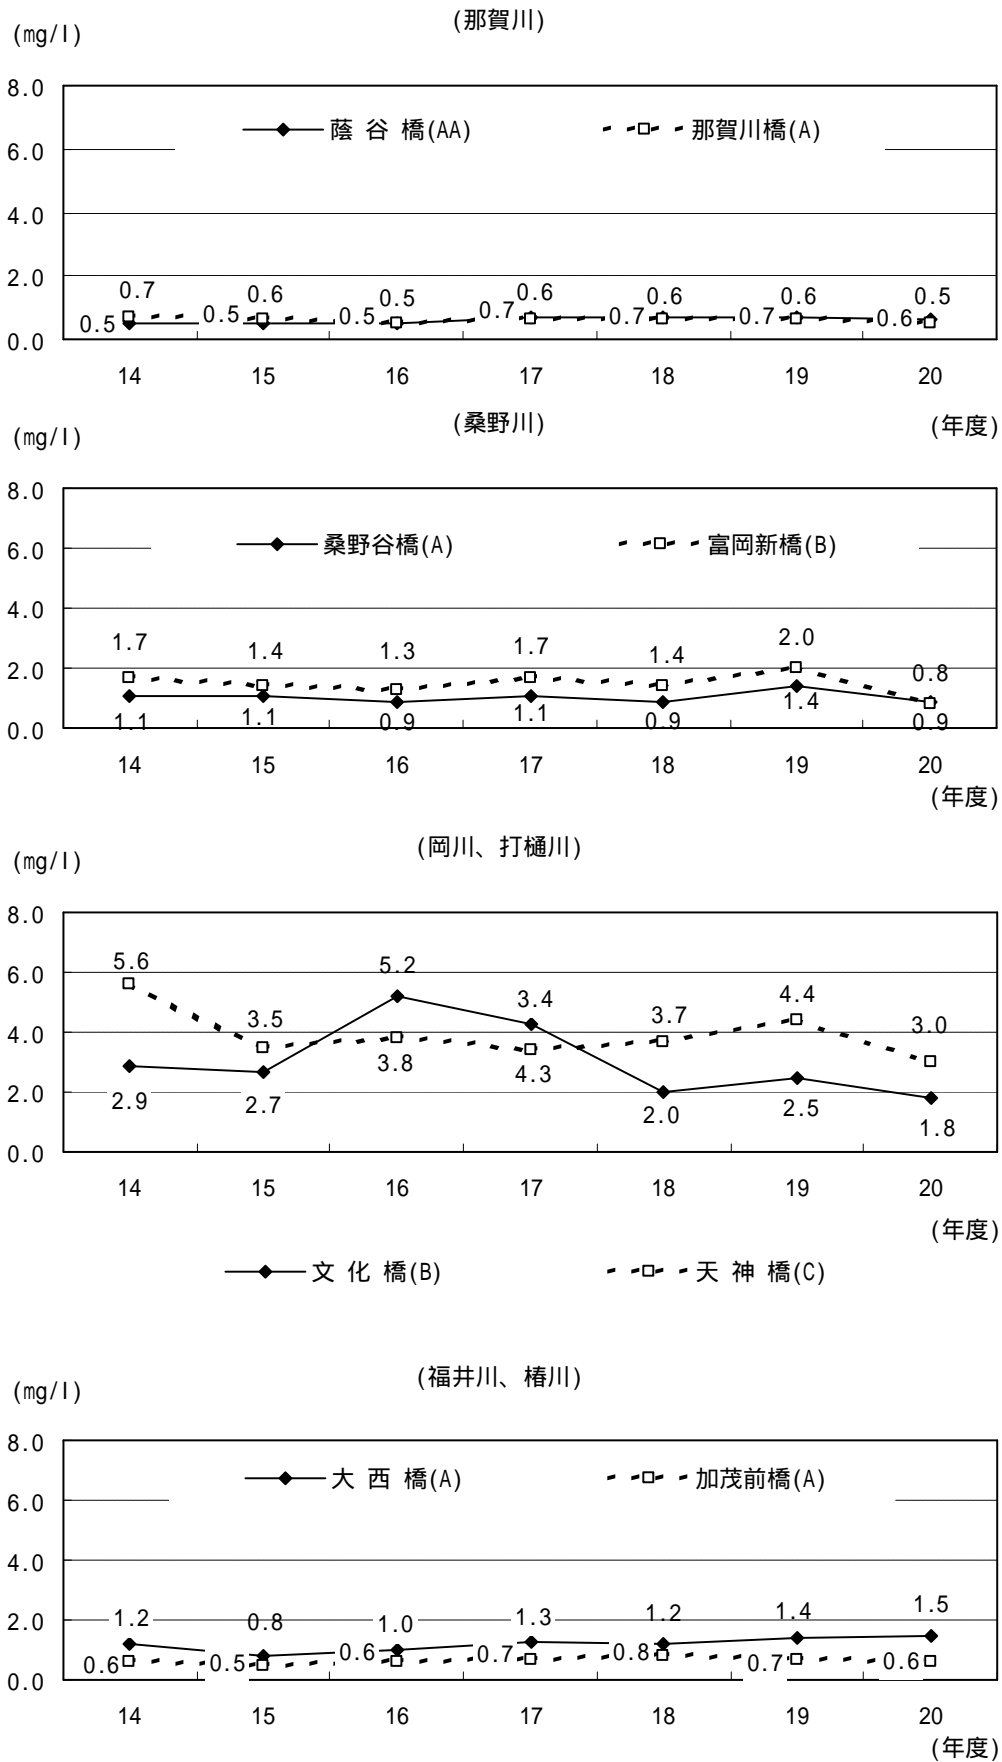 (那賀川)
(mg/l)
8.0
蔭 谷 橋(AA) 那賀川橋(A)
6.0
4.0
2.0
0.7 0.6 0.5 0.6 0.6 0.6 0.5
0.5 0.5 0.5 0.7 0.7 0.7 0.6
0.0
14 15 16 17 18 19 20
(年度)
(桑野川)
(mg/l)
8.0
桑野谷橋(A) 富岡新橋(B)
6.0
4.0
1.7 1.4 1.3 1.7 1.4 2.0 0.8
2.0
1.1 1.1 0.9 1.1 0.9 1.4 0.9
0.0
14 15 16 17 18 19 20
(年度)
(岡川、打樋川)
(mg/l)
8.0
6.0
5.6 3.5 5.2 3.4 3.7 4.4 3.0
4.0
2.9 2.7 3.8 4.3 2.0 2.5 1.8
2.0
0.0
14 15 16 17 18 19 20
(年度)
文 化 橋(B) 天 神 橋(C)
(福井川、椿川)
(mg/l)
8.0
大 西 橋(A) 加茂前橋(A)
6.0
4.0
2.0
1.2 0.8 1.0 1.3 1.2 1.4 1.5
0.6 0.5 0.6 0.7 0.8 0.7 0.6
0.0
14 15 16 17 18 19 20
(年度)